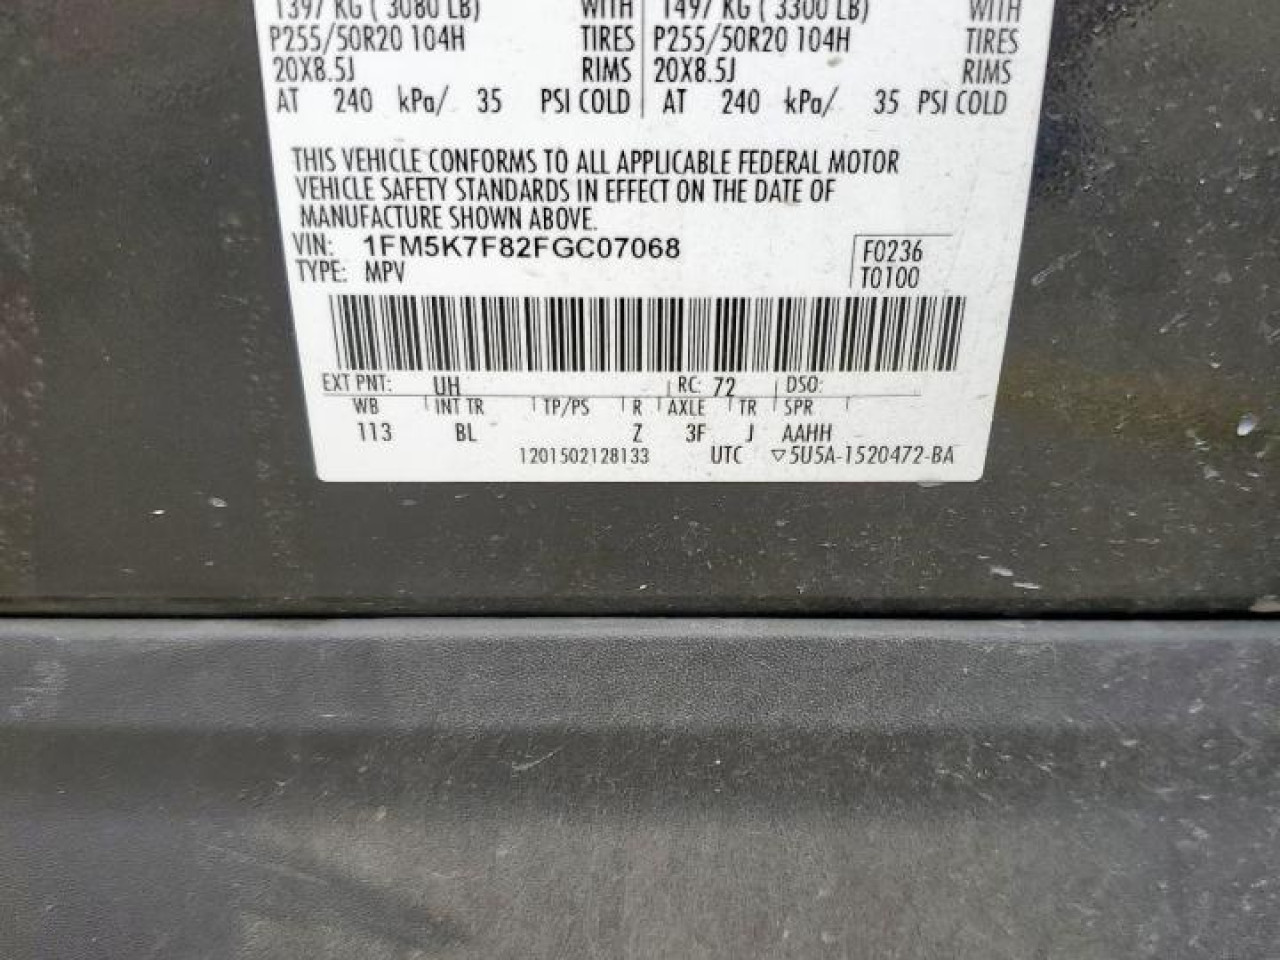 1397 KG ( 3080 LB) WITH 1497 KG ( 3300 LB) WITH
P255/50R20 104H TIRES P255/50R20 104H TIRES
20X8.5J RIMS 20X8.5J RIMS
AT 240 kPa/ 35 PSI COLD AT 240 kPa/ 35 PSI COLD
THIS VEHICLE CONFORMS TO ALL APPLICABLE FEDERAL MOTOR
VEHICLE SAFETY STANDARDS IN EFFECT ON THE DATE OF
MANUFACTURE SHOWN ABOVE.
VIN: 1FM5K7F82FGC07068 F0236
TYPE: MPV T0100
EXT PNT: UH RC: 72 DSO:
WB INT TR TP/PS R AXLE TR SPR
113 BL Z 3F J AAHH
1201502128133 UTC ▽5U5A-1520472-BA